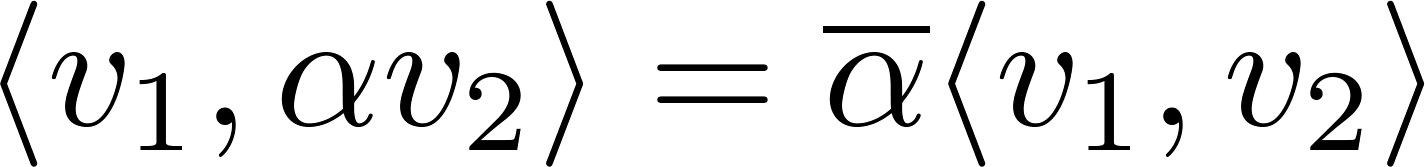 ⟨v₁, αv₂⟩ = α̅⟨v₁, v₂⟩